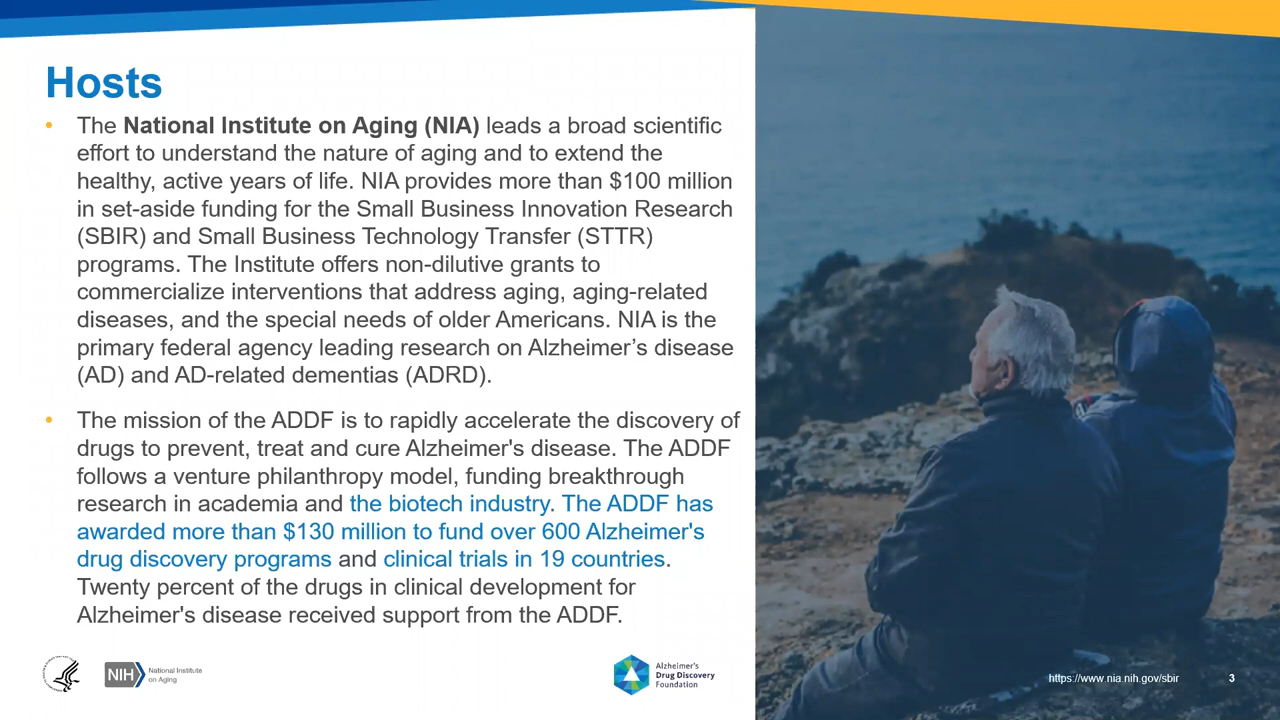 Hosts
• The National Institute on Aging (NIA) leads a broad scientific
effort to understand the nature of aging and to extend the
healthy, active years of life. NIA provides more than $100 million
in set-aside funding for the Small Business Innovation Research
(SBIR) and Small Business Technology Transfer (STTR)
programs. The Institute offers non-dilutive grants to
commercialize interventions that address aging, aging-related
diseases, and the special needs of older Americans. NIA is the
primary federal agency leading research on Alzheimer’s disease
(AD) and AD-related dementias (ADRD).
• The mission of the ADDF is to rapidly accelerate the discovery of
drugs to prevent, treat and cure Alzheimer's disease. The ADDF
follows a venture philanthropy model, funding breakthrough
research in academia and the biotech industry. The ADDF has
awarded more than $130 million to fund over 600 Alzheimer's
drug discovery programs and clinical trials in 19 countries.
Twenty percent of the drugs in clinical development for
Alzheimer's disease received support from the ADDF.
NIH
National Institute
on Aging
Alzheimer's
Drug Discovery
Foundation
https://www.nia.nih.gov/sbir
3